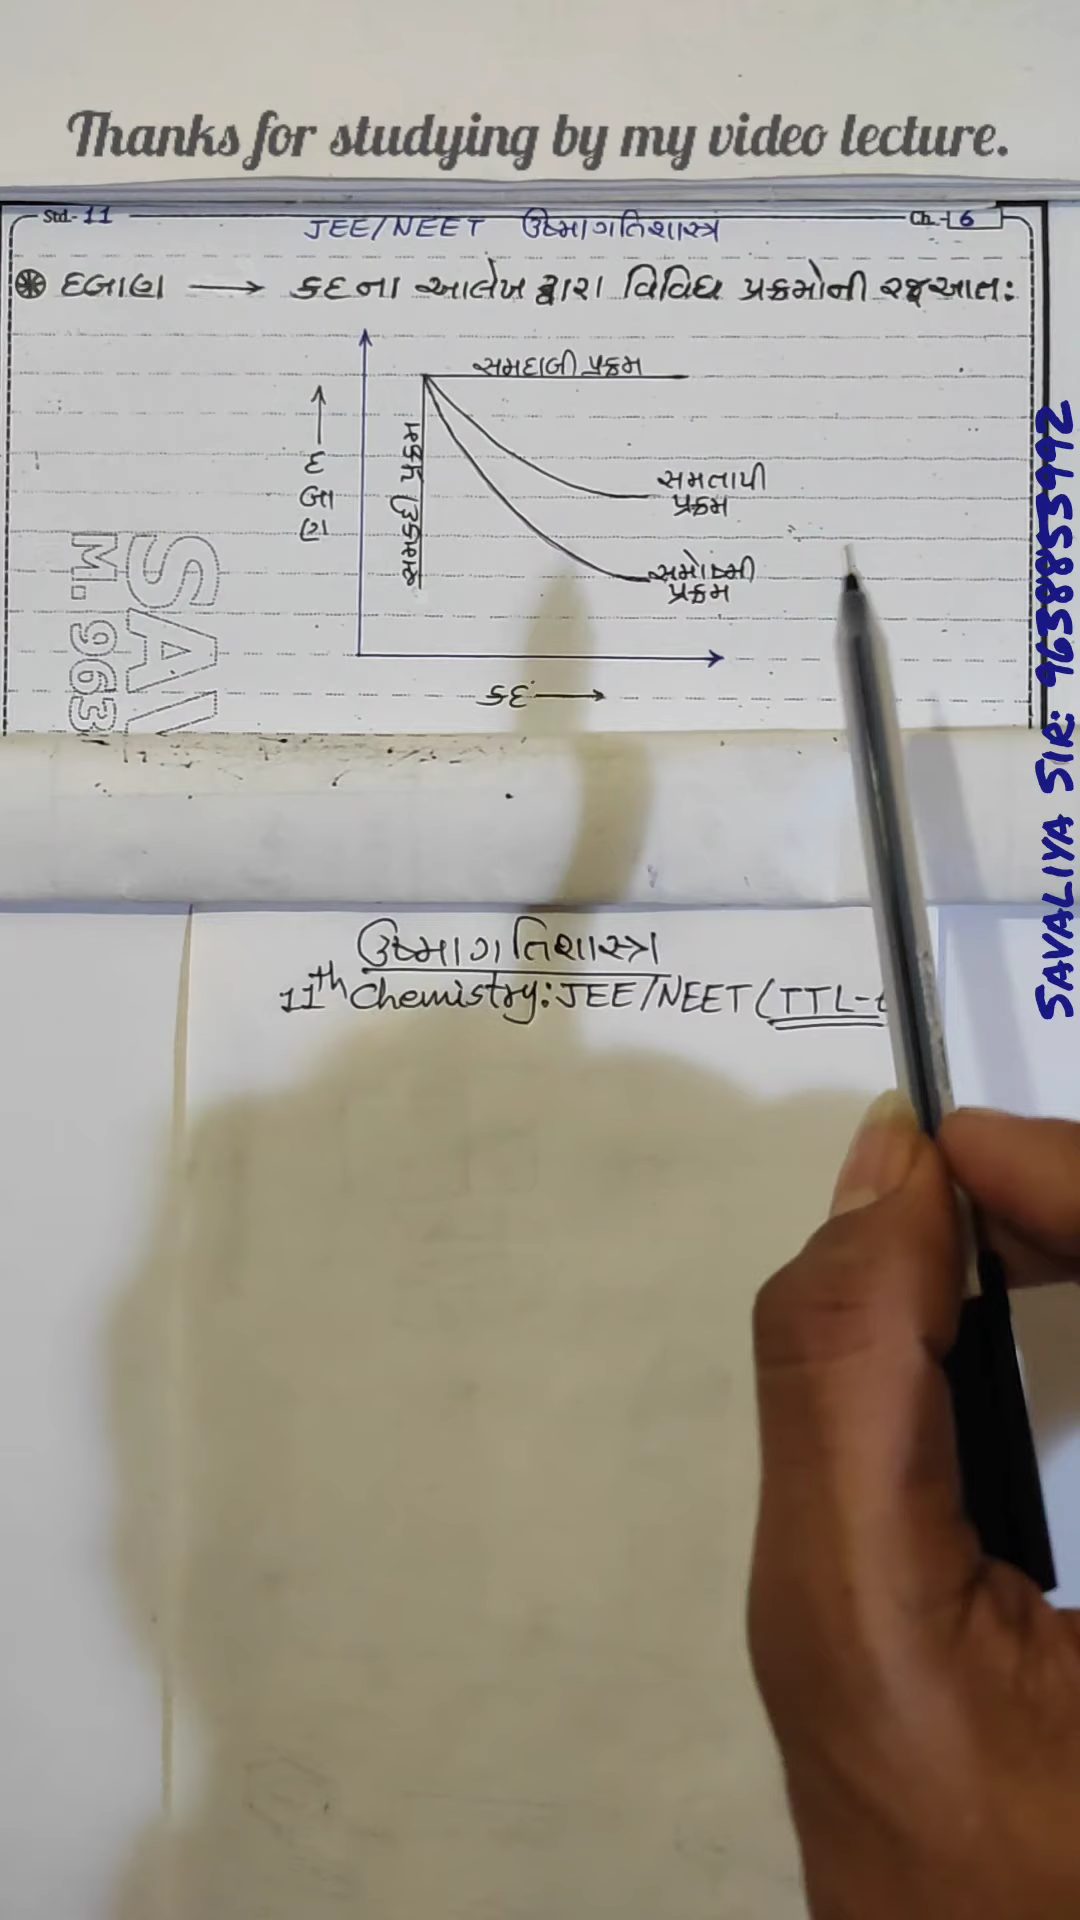 Thanks for studying by my video lecture.
Std.- 11
JEE/NEET ઉષ્માગતિશાસ્ત્ર
Ch.- 6
દબાણ → કદના આલેખ દ્વારા વિવિધ પ્રક્રમોની રજૂઆત:
સમદાબી પ્રક્રમ
દબાણ
સમકદી પ્રક્રમ
સમતાપી
પ્રક્રમ
સમોષ્મી
પ્રક્રમ
કદ →
SAV
M. 963
SAVALIYA SIR: 9638853992
ઉષ્માગતિશાસ્ત્ર
11th Chemistry: JEE/NEET (TTL-